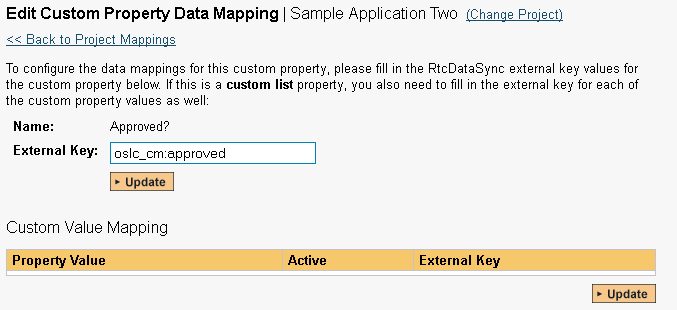 Edit Custom Property Data Mapping | Sample Application Two (Change Project)
<< Back to Project Mappings
To configure the data mappings for this custom property, please fill in the RtcDataSync external key values for
the custom property below. If this is a custom list property, you also need to fill in the external key for each of
the custom property values as well:
Name: Approved?
External Key: oslc_cm:approved
Update
Custom Value Mapping
Property Value Active External Key
Update